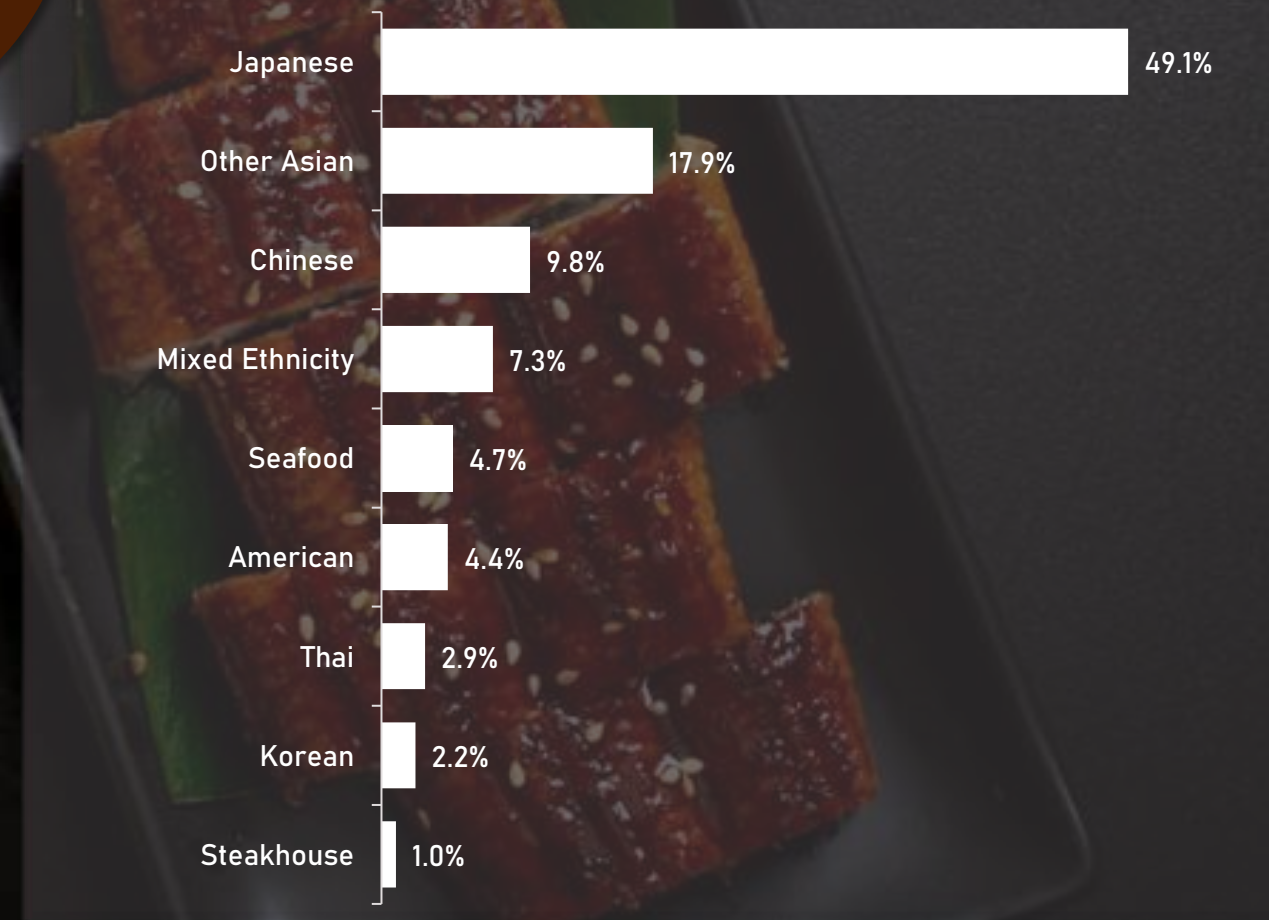 Japanese 49.1%
Other Asian 17.9%
Chinese 9.8%
Mixed Ethnicity 7.3%
Seafood 4.7%
American 4.4%
Thai 2.9%
Korean 2.2%
Steakhouse 1.0%